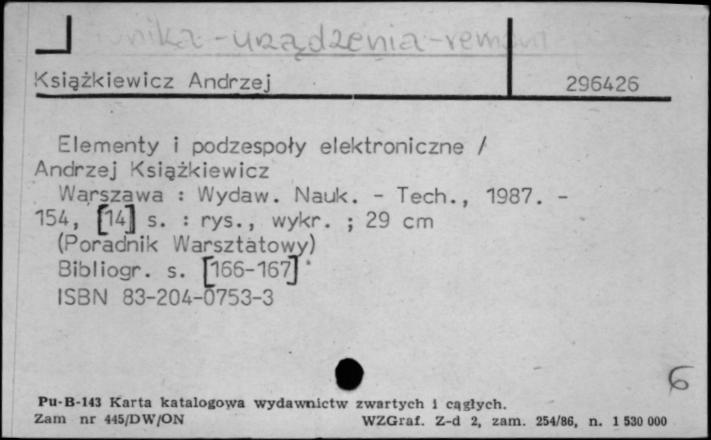 -urządzenia-remont
Książkiewicz Andrzej
296426
Elementy i podzespoły elektroniczne /
Andrzej Książkiewicz
Warszawa : Wydaw. Nauk. - Tech., 1987. -
154, [14] s. : rys., wykr. ; 29 cm
(Poradnik Warsztatowy)
Bibliogr. s. [166-167]
ISBN 83-204-0753-3
6
Pu-B-143 Karta katalogowa wydawnictw zwartych i cągłych.
Zam nr 445/DW/ON WZGraf. Z-d 2, zam. 254/86, n. 1 530 000